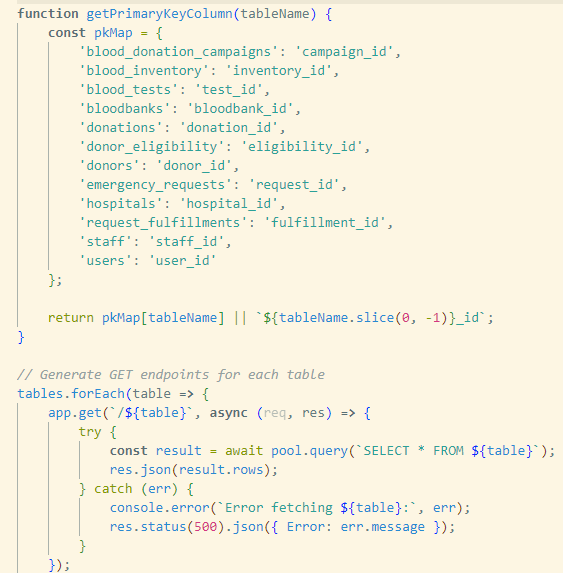 function getPrimaryKeyColumn(tableName) {
    const pkMap = {
        'blood_donation_campaigns': 'campaign_id',
        'blood_inventory': 'inventory_id',
        'blood_tests': 'test_id',
        'bloodbanks': 'bloodbank_id',
        'donations': 'donation_id',
        'donor_eligibility': 'eligibility_id',
        'donors': 'donor_id',
        'emergency_requests': 'request_id',
        'hospitals': 'hospital_id',
        'request_fulfillments': 'fulfillment_id',
        'staff': 'staff_id',
        'users': 'user_id'
    };

    return pkMap[tableName] || `${tableName.slice(0, -1)}_id`;
}

// Generate GET endpoints for each table
tables.forEach(table => {
    app.get(`/${table}`, async (req, res) => {
        try {
            const result = await pool.query(`SELECT * FROM ${table}`);
            res.json(result.rows);
        } catch (err) {
            console.error(`Error fetching ${table}:`, err);
            res.status(500).json({ Error: err.message });
        }
    });